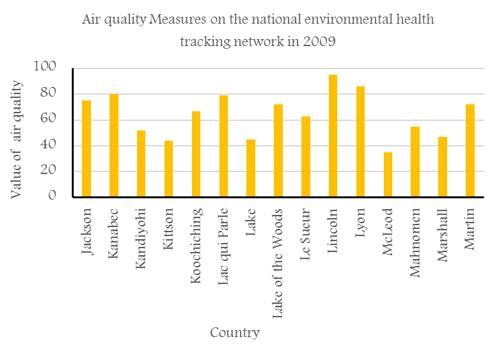 Air quality Measures on the national environmental health
tracking network in 2009
Value of air quality
100
80
60
40
20
0
Jackson
Kanabec
Kandiyohi
Kittson
Koochiching
Lac qui Parle
Lake
Lake of the Woods
Le Sueur
Lincoln
Lyon
McLeod
Mahnomen
Marshall
Martin
Country